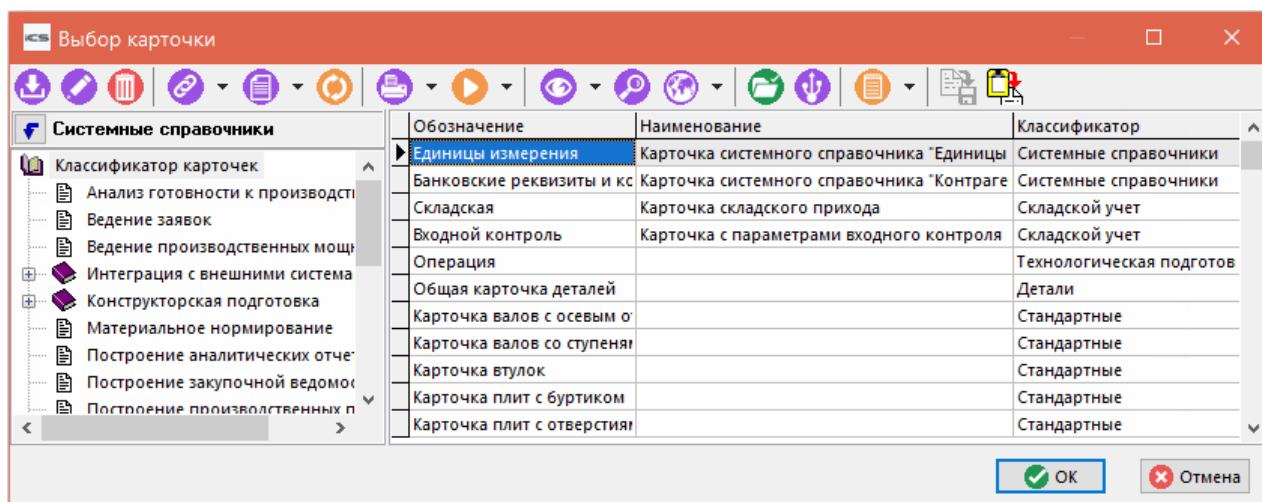 iCS Выбор карточки
Системные справочники
Классификатор карточек
Анализ готовности к производст
Ведение заявок
Ведение производственных мощн
Интеграция с внешними система
Конструкторская подготовка
Материальное нормирование
Построение аналитических отче
Построение закупочной ведомос
Построение производственных п
Обозначение Наименование Классификатор
Единицы измерения Карточка системного справочника "Единицы Системные справочники
Банковские реквизиты и кс Карточка системного справочника "Контраге Системные справочники
Складская Карточка складского прихода Складской учет
Входной контроль Карточка с параметрами входного контроля Складской учет
Операция Технологическая подготов
Общая карточка деталей Детали
Карточка валов с осевым о Стандартные
Карточка валов со ступеня Стандартные
Карточка втулок Стандартные
Карточка плит с буртиком Стандартные
Карточка плит с отверстия Стандартные
OK Отмена